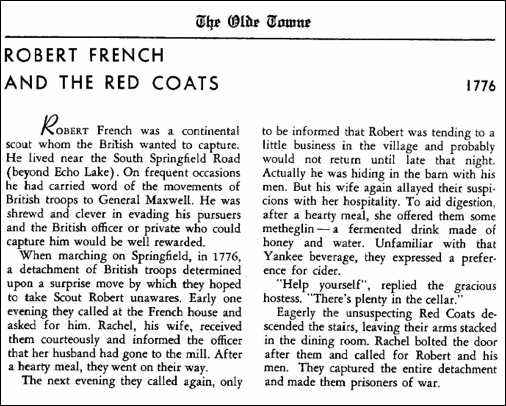 The Olde Towne
ROBERT FRENCH
AND THE RED COATS
1776
ROBERT French was a continental
scout whom the British wanted to capture.
He lived near the South Springfield Road
(beyond Echo Lake). On frequent occasions
he had carried word of the movements of
British troops to General Maxwell. He was
shrewd and clever in evading his pursuers
and the British officer or private who could
capture him would be well rewarded.
When marching on Springfield, in 1776,
a detachment of British troops determined
upon a surprise move by which they hoped
to take Scout Robert unawares. Early one
evening they called at the French house and
asked for him. Rachel, his wife, received
them courteously and informed the officer
that her husband had gone to the mill. After
a hearty meal, they went on their way.
The next evening they called again, only
to be informed that Robert was tending to a
little business in the village and probably
would not return until late that night.
Actually he was hiding in the barn with his
men. But his wife again allayed their suspi-
cions with her hospitality. To aid digestion,
after a hearty meal, she offered them some
metheglin — a fermented drink made of
honey and water. Unfamiliar with that
Yankee beverage, they expressed a prefer-
ence for cider.
"Help yourself", replied the gracious
hostess. "There's plenty in the cellar."
Eagerly the unsuspecting Red Coats de-
scended the stairs, leaving their arms stacked
in the dining room. Rachel bolted the door
after them and called for Robert and his
men. They captured the entire detachment
and made them prisoners of war.